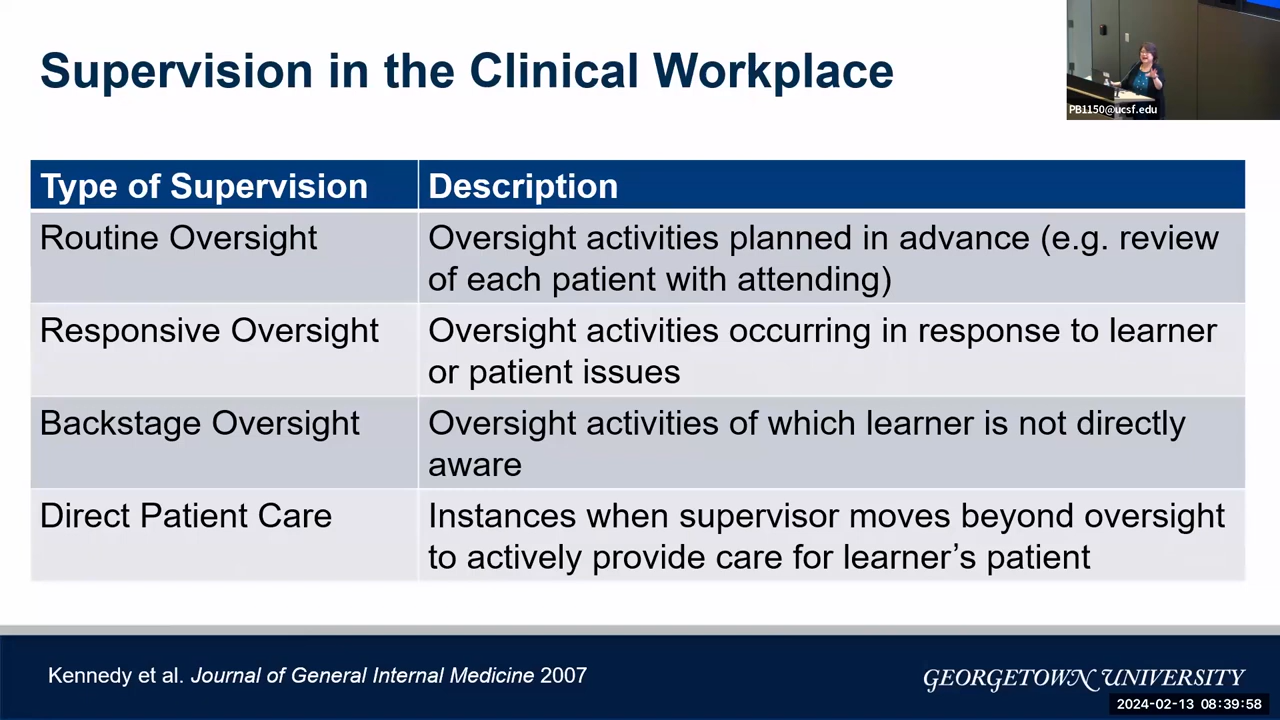 Supervision in the Clinical Workplace
PB1150@ucsf.edu
Type of Supervision
Description
Routine Oversight
Oversight activities planned in advance (e.g. review
of each patient with attending)
Responsive Oversight
Oversight activities occurring in response to learner
or patient issues
Backstage Oversight
Oversight activities of which learner is not directly
aware
Direct Patient Care
Instances when supervisor moves beyond oversight
to actively provide care for learner’s patient
Kennedy et al. Journal of General Internal Medicine 2007
GEORGETOWN UNIVERSITY
2024-02-13 08:39:58